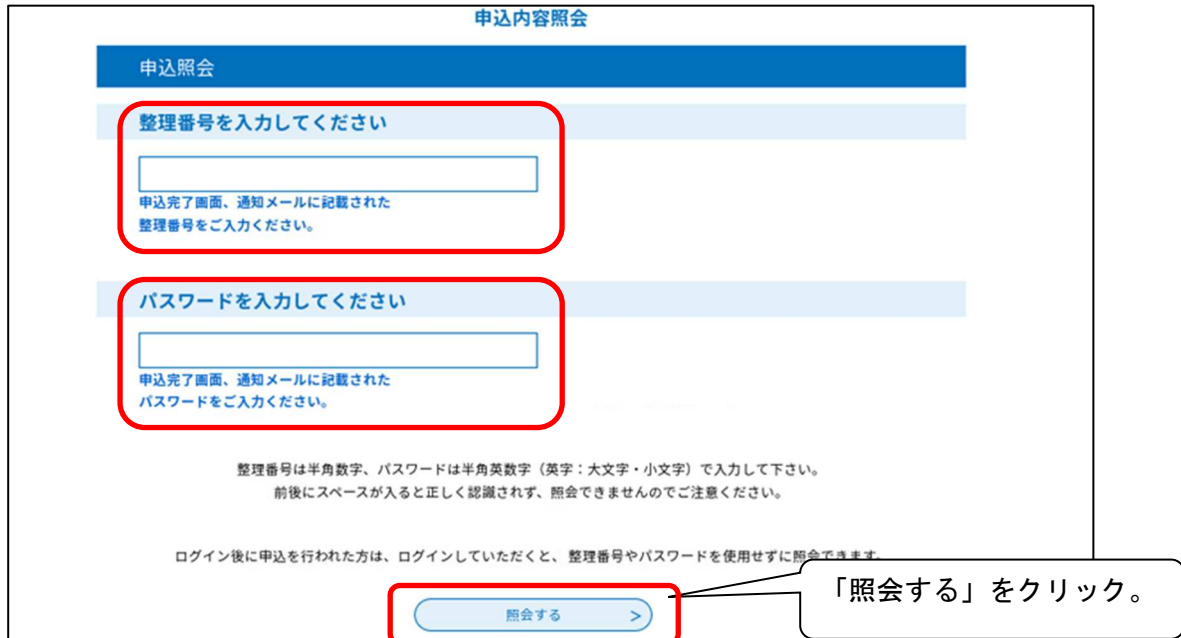 申込内容照会
申込照会
整理番号を入力してください
申込完了画面、通知メールに記載された
整理番号をご入力ください。
パスワードを入力してください
申込完了画面、通知メールに記載された
パスワードをご入力ください。
整理番号は半角数字、パスワードは半角英数字（英字：大文字・小文字）で入力して下さい。
前後にスペースが入ると正しく認識されず、照会できませんのでご注意ください。
ログイン後に申込を行われた方は、ログインしていただくと、整理番号やパスワードを使用せずに照会できます。
「照会する」をクリック。
照会する >